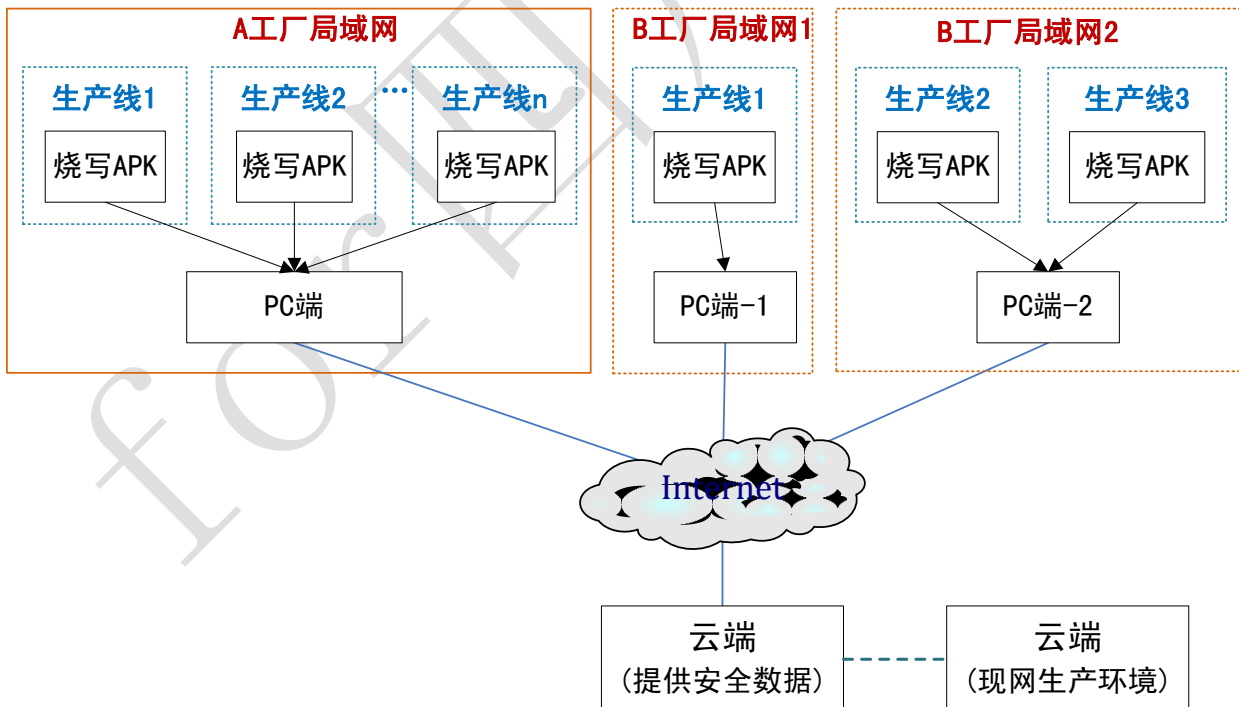 A工厂局域网
B工厂局域网1
B工厂局域网2
生产线1
生产线2
...
生产线n
生产线1
生产线2
生产线3
烧写APK
烧写APK
烧写APK
烧写APK
烧写APK
烧写APK
PC端
PC端-1
PC端-2
Internet
云端
(提供安全数据)
云端
(现网生产环境)
for